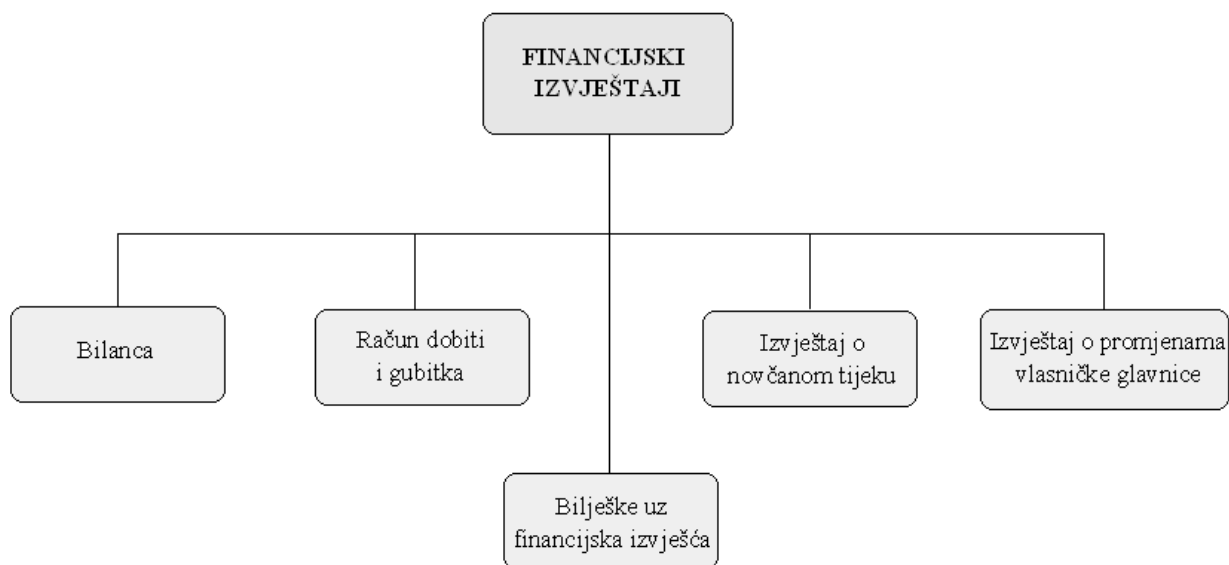 FINANCIJSKI
IZVJEŠTAJI
Bilanca
Račun dobiti
i gubitka
Izvještaj o
novčanom tijeku
Izvještaj o promjenama
vlasničke glavnice
Bilješke uz
financijska izvješća